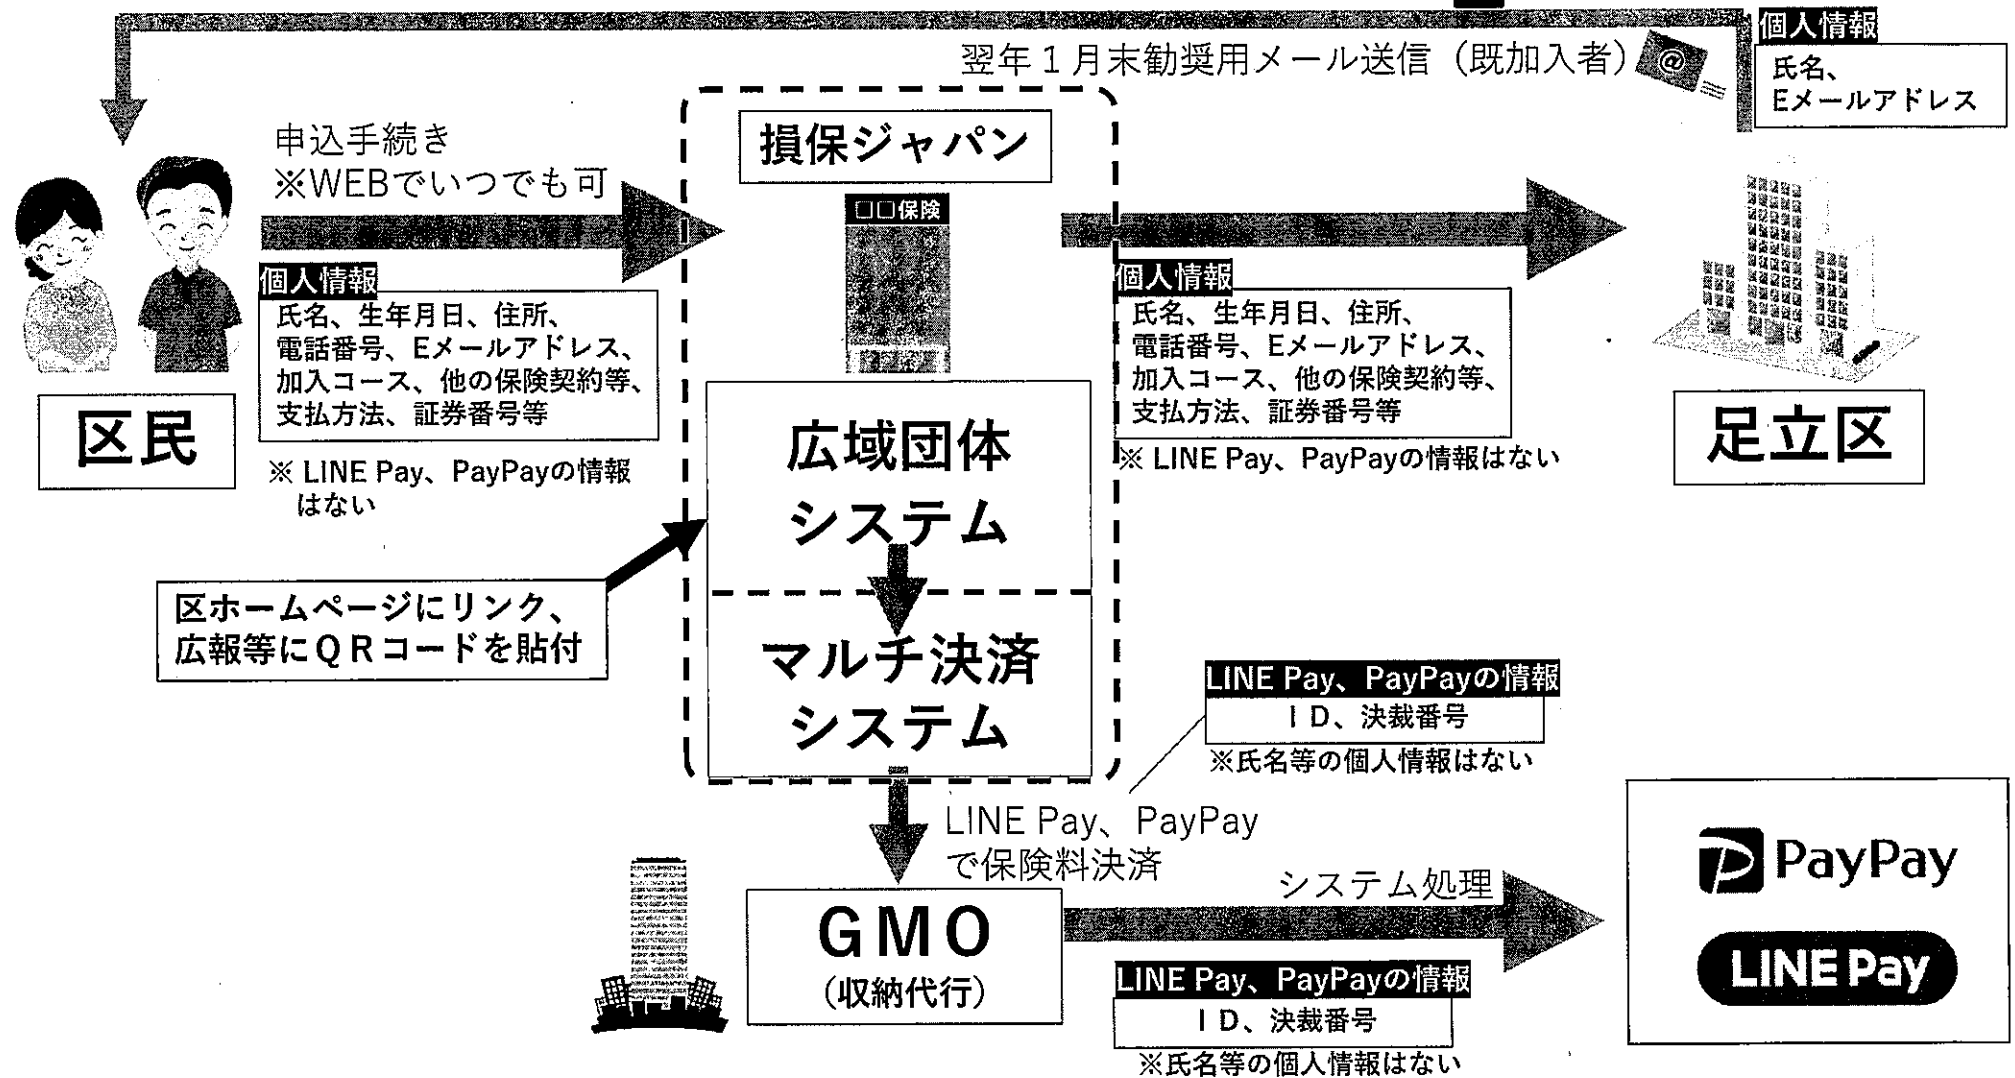 個人情報
氏名、
Eメールアドレス
翌年1月末勧奨用メール送信（既加入者）
@
申込手続き
※WEBでいつでも可
個人情報
氏名、生年月日、住所、
電話番号、Eメールアドレス、
加入コース、他の保険契約等、
支払方法、証券番号等
※ LINE Pay、PayPayの情報
はない
区民
損保ジャパン
□□保険
広域団体
システム
マルチ決済
システム
個人情報
氏名、生年月日、住所、
電話番号、Eメールアドレス、
加入コース、他の保険契約等、
支払方法、証券番号等
※ LINE Pay、PayPayの情報はない
足立区
区ホームページにリンク、
広報等にＱＲコードを貼付
LINE Pay、PayPayの情報
ＩＤ、決裁番号
※氏名等の個人情報はない
LINE Pay、PayPay
で保険料決済
GMO
（収納代行）
システム処理
LINE Pay、PayPayの情報
ＩＤ、決裁番号
※氏名等の個人情報はない
PayPay
LINE Pay